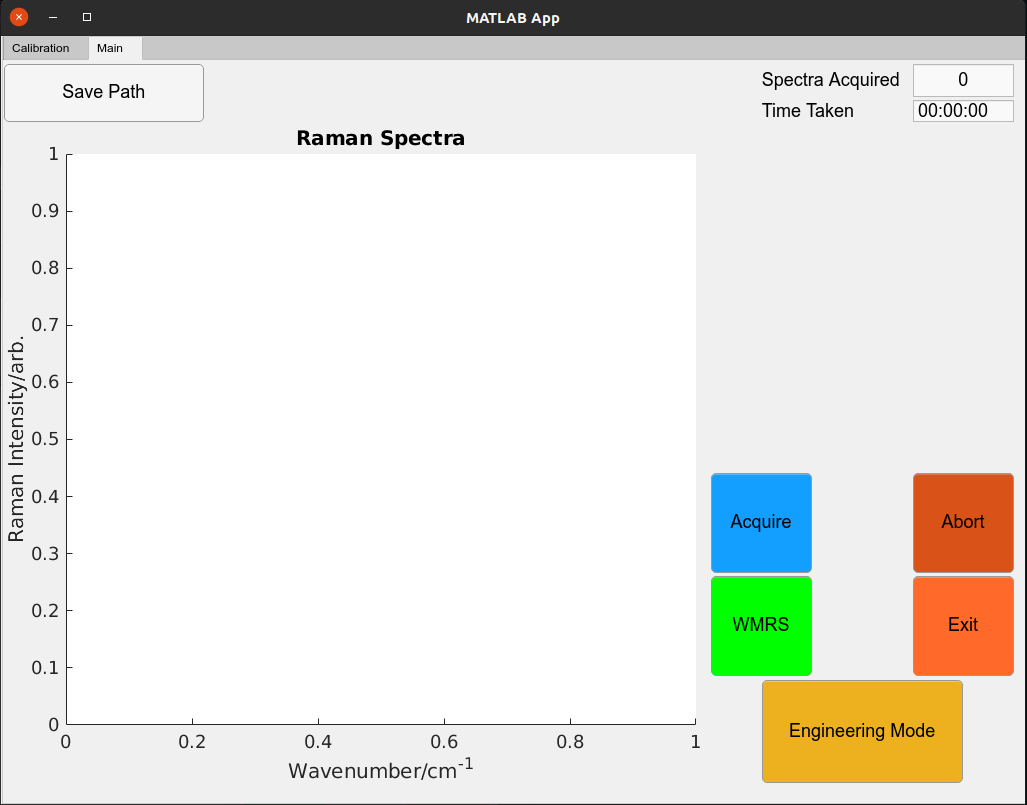 MATLAB App
Calibration Main
Save Path
Spectra Acquired 0
Time Taken 00:00:00
Raman Spectra
1
0.9
0.8
0.7
0.6
0.5
0.4
0.3
0.2
0.1
0
Raman Intensity/arb.
0 0.2 0.4 0.6 0.8 1
Wavenumber/cm⁻¹
Acquire Abort
WMRS Exit
Engineering Mode